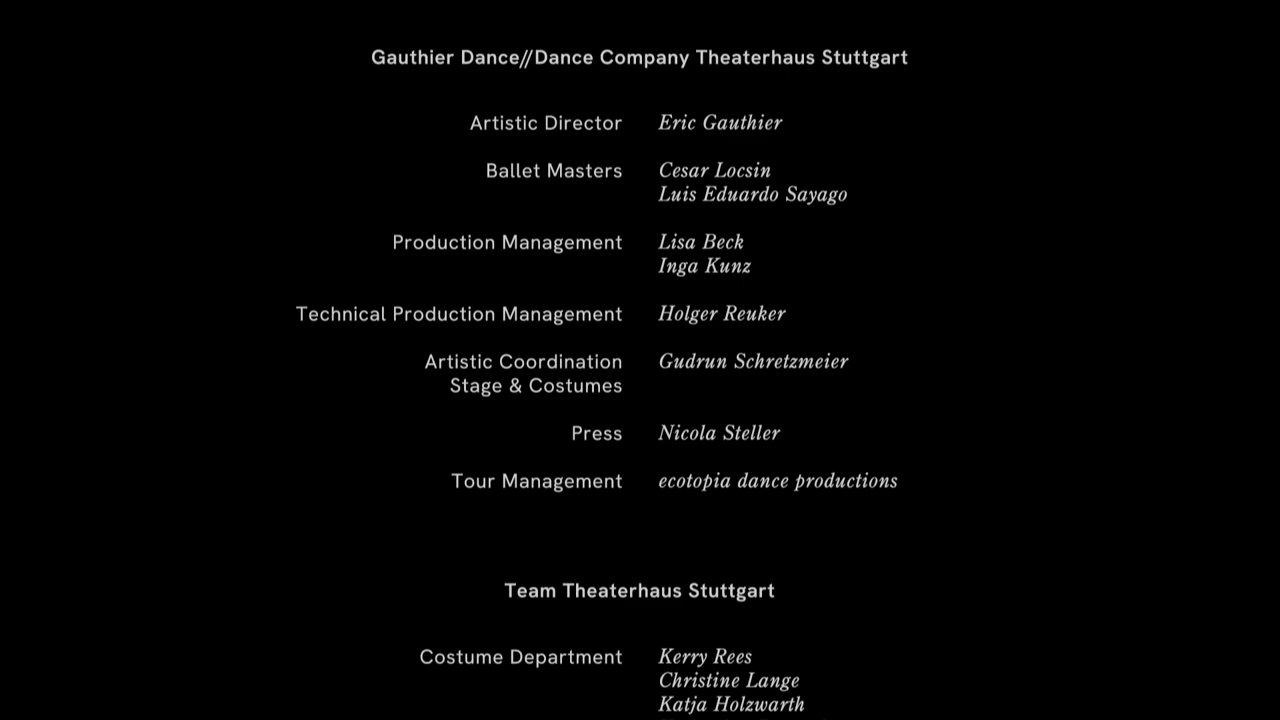 Gauthier Dance//Dance Company Theaterhaus Stuttgart
Artistic Director Eric Gauthier
Ballet Masters Cesar Locsin
Luis Eduardo Sayago
Production Management Lisa Beck
Inga Kunz
Technical Production Management Holger Reuker
Artistic Coordination Gudrun Schretzmeier
Stage & Costumes
Press Nicola Steller
Tour Management ecotopia dance productions
Team Theaterhaus Stuttgart
Costume Department Kerry Rees
Christine Lange
Katja Holzwarth